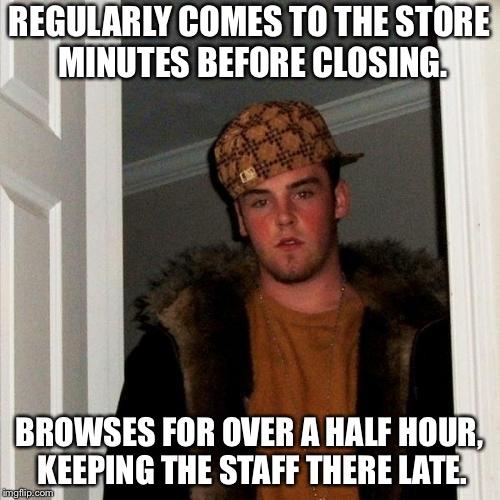 REGULARLY COMES TO THE STORE
MINUTES BEFORE CLOSING.
BROWSES FOR OVER A HALF HOUR,
KEEPING THE STAFF THERE LATE.
imgflip.com